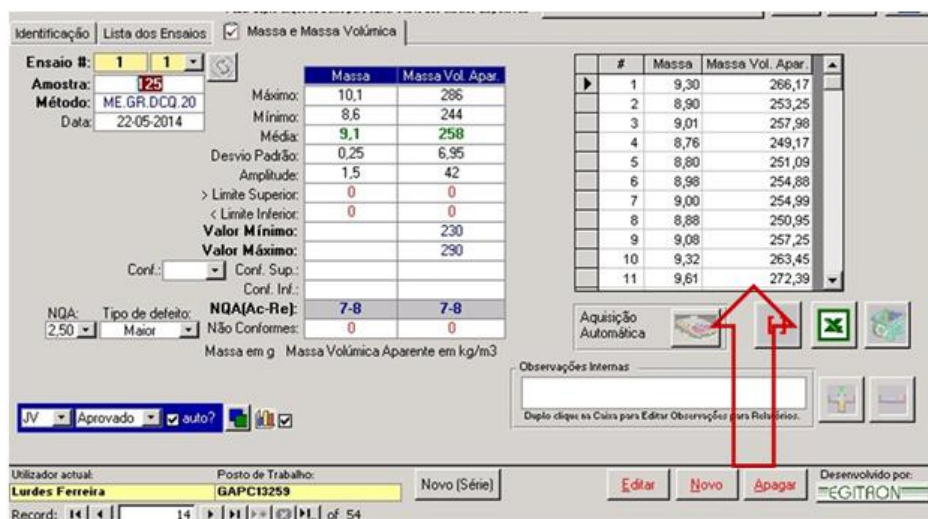 Identificação Lista dos Ensaios Massa e Massa Volúmica
Ensaio #: 1 1
Amostra: 125
Método: ME.GR.DCQ.20
Data: 22-05-2014
Massa Massa Vol. Apar.
Máximo: 10,1 286
Mínimo: 8,6 244
Média: 9,1 258
Desvio Padrão: 0,25 6,95
Amplitude: 1,5 42
> Limite Superior: 0 0
< Limite Inferior: 0 0
Valor Mínimo: 230
Valor Máximo: 290
Conf.: Conf. Sup.:
Conf. Inf.:
NQA: Tipo de defeito: NQA(Ac-Re): 7-8 7-8
2,50 Maior Não Conformes: 0 0
Massa em g Massa Volúmica Aparente em kg/m3
# Massa Massa Vol. Apar.
1 9,30 266,17
2 8,90 253,25
3 9,01 257,98
4 8,76 249,17
5 8,80 251,09
6 8,98 254,88
7 9,00 254,99
8 8,88 250,95
9 9,08 257,25
10 9,32 263,45
11 9,61 272,39
Aquisição
Automática
Observações Internas
Duplo clique na Caixa para Editar Observações para Relatórios.
JV Aprovado auto?
Utilizador actual: Posto de Trabalho:
Lurdes Ferreira GAPC13259
Novo (Série) Editar Novo Apagar
Desenvolvido por:
EGITRON
Record: 14 of 54